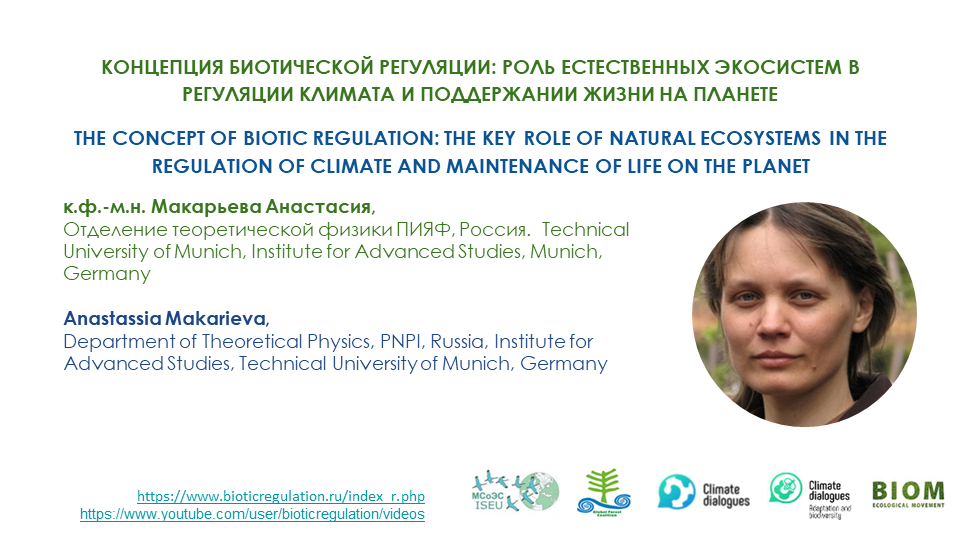 КОНЦЕПЦИЯ БИОТИЧЕСКОЙ РЕГУЛЯЦИИ: РОЛЬ ЕСТЕСТВЕННЫХ ЭКОСИСТЕМ В
РЕГУЛЯЦИИ КЛИМАТА И ПОДДЕРЖАНИИ ЖИЗНИ НА ПЛАНЕТЕ
THE CONCEPT OF BIOTIC REGULATION: THE KEY ROLE OF NATURAL ECOSYSTEMS IN THE
REGULATION OF CLIMATE AND MAINTENANCE OF LIFE ON THE PLANET
к.ф.-м.н. Макарьева Анастасия,
Отделение теоретической физики ПИЯФ, Россия. Technical
University of Munich, Institute for Advanced Studies, Munich,
Germany
Anastassia Makarieva,
Department of Theoretical Physics, PNPI, Russia, Institute for
Advanced Studies, Technical University of Munich, Germany
https://www.bioticregulation.ru/index_r.php
https://www.youtube.com/user/bioticregulation/videos
МСоЭС
ISEU
Global Forest
Coalition
Climate
dialogues
Climate
dialogues
Adaptation and
biodiversity
BIOM
ECOLOGICAL MOVEMENT